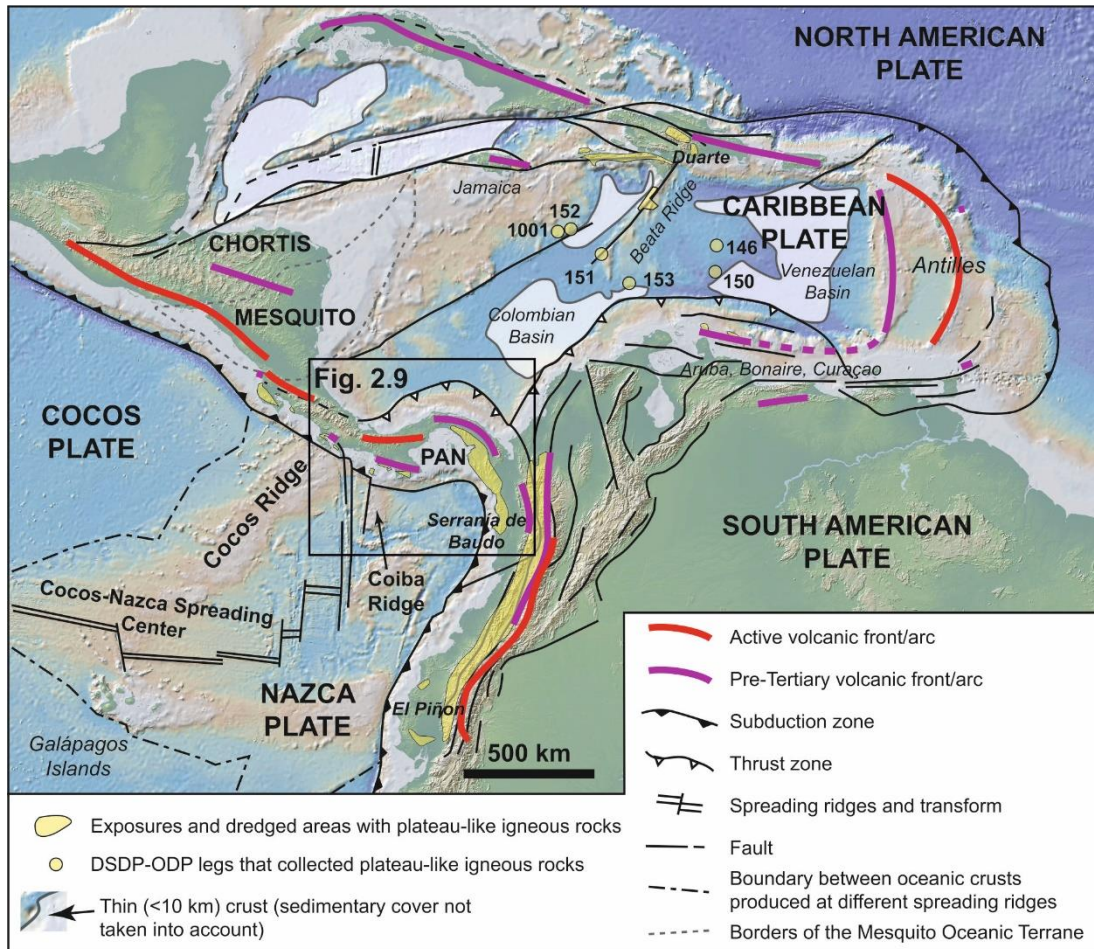 NORTH AMERICAN
PLATE
Duarte
Jamaica
152
1001
Beata Ridge
CARIBBEAN
PLATE
CHORTIS
146
151
153
150
Venezuelan
Basin
Antilles
MESQUITO
Colombian
Basin
Fig. 2.9
Aruba, Bonaire, Curaçao
COCOS
PLATE
PAN
Cocos Ridge
Serranía de
Baudo
SOUTH AMERICAN
PLATE
Coiba
Ridge
Cocos-Nazca Spreading
Center
NAZCA
PLATE
El Piñon
500 km
Galápagos
Islands
Active volcanic front/arc
Pre-Tertiary volcanic front/arc
Subduction zone
Thrust zone
Spreading ridges and transform
Fault
Boundary between oceanic crusts
produced at different spreading ridges
Borders of the Mesquito Oceanic Terrane
Exposures and dredged areas with plateau-like igneous rocks
DSDP-ODP legs that collected plateau-like igneous rocks
Thin (<10 km) crust (sedimentary cover not
taken into account)